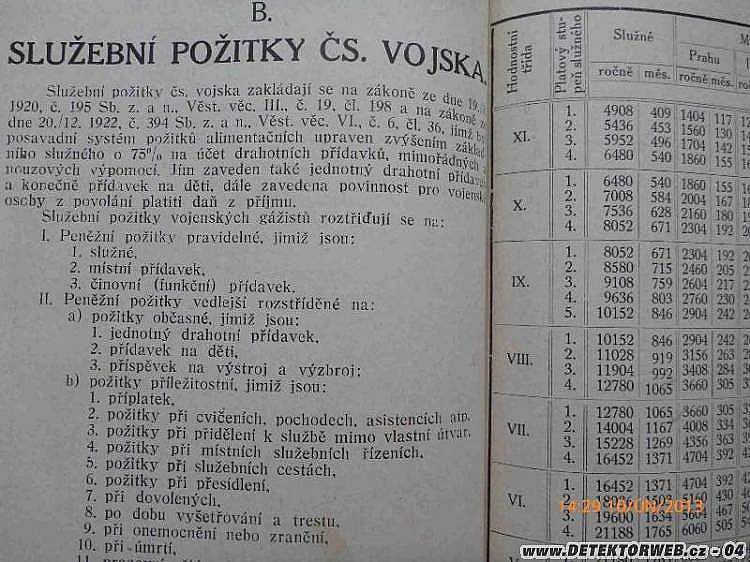 B.
SLUŽEBNÍ POŽITKY ČS. VOJSKA.
Služební požitky čs. vojska zakládají se na zákoně ze dne 19./
1920, č. 195 Sb. z. a n., Věst. věc. III., č. 19, čl. 198 a na zákoně z
dne 20./12. 1922, č. 394 Sb. z. a n., Věst. věc. VI., č. 6, čl. 36, jímž by
posavadní systém požitků alimentačních upraven zvýšením základ
ního služného o 75% na účet drahotních přídavků, mimořádných a
nouzových výpomocí. Jím zaveden také jednotný drahotní přídavek
a konečně přídavek na děti, dále zavedena povinnost pro vojensk
osoby z povolání platiti daň z příjmu.
Služební požitky vojenských gážistů roztřiďují se na:
I. Peněžní požitky pravidelné, jimiž jsou:
1. služné,
2. místní přídavek,
3. činovní (funkční) přídavek.
II. Peněžní požitky vedlejší rozstříděné na:
a) požitky občasné, jimiž jsou:
1. jednotný drahotní přídavek,
2. přídavek na děti,
3. příspěvek na výstroj a výzbroj;
b) požitky příležitostní, jimiž jsou:
1. příplatek,
2. požitky při cvičeních, pochodech, asistencích atp.
3. požitky při přidělení k službě mimo vlastní útvar,
4. požitky při místních služebních řízeních,
5. požitky při služebních cestách,
6. požitky při přesídlení,
7. při dovolených,
8. po dobu vyšetřování a trestu,
9. při onemocnění nebo zranění,
10. při úmrtí,
Hodnostní třída
Platový stupeň služného
Služné
Prahu
ročně měs. ročně měs.
XI.
1. 4908 409 1404 117
2. 5436 453 1560 130
3. 5952 496 1704 142
4. 6480 540 1860 155
X.
1. 6480 540 1860 155
2. 7008 584 2004 167
3. 7536 628 2160 180
4. 8052 671 2304 192
IX.
1. 8052 671 2304 192
2. 8580 715 2460 205
3. 9108 759 2604 217
4. 9636 803 2760 230
5. 10152 846 2904 242
VIII.
1. 10152 846 2904 242
2. 11028 919 3156 263
3. 11904 992 3408 284
4. 12780 1065 3660 305
VII.
1. 12780 1065 3660 305
2. 14004 1167 4008 334
3. 15228 1269 4356 363
4. 16452 1371 4704 392
VI.
1. 16452 1371 4704 392
2. 430
3. 19600 1634 467
4. 21188 1765 6060 505
www.DETEKTORWEB.cz - 04